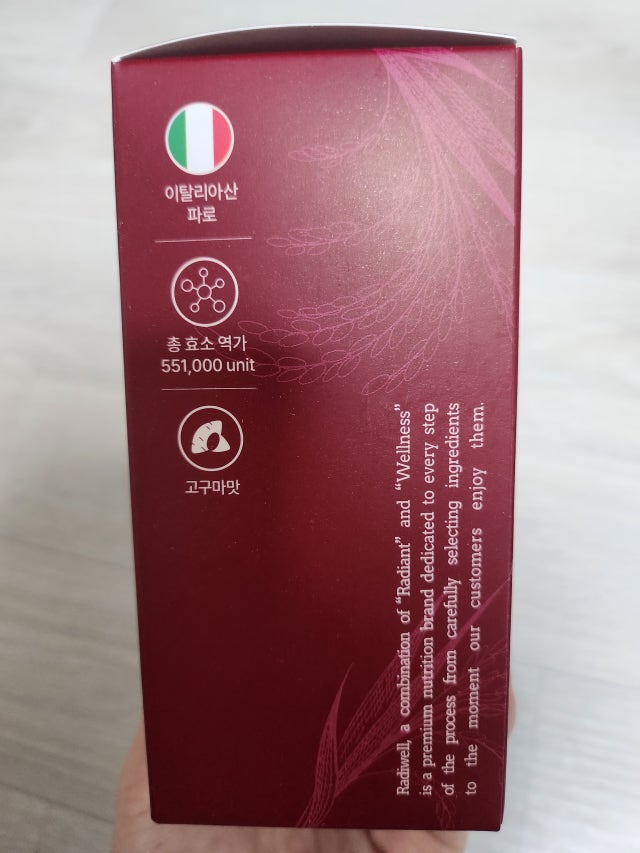 이탈리아산
파로
총 효소 역가
551,000 unit
고구마맛
Radiwell, a combination of “Radiant” and “Wellness”
is a premium nutrition brand dedicated to every step
of the process from carefully selecting ingredients
to the moment our customers enjoy them.